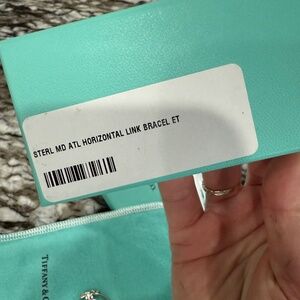 STERL MD ATL HORIZONTAL LINK BRACEL ET
TIFFANY & C